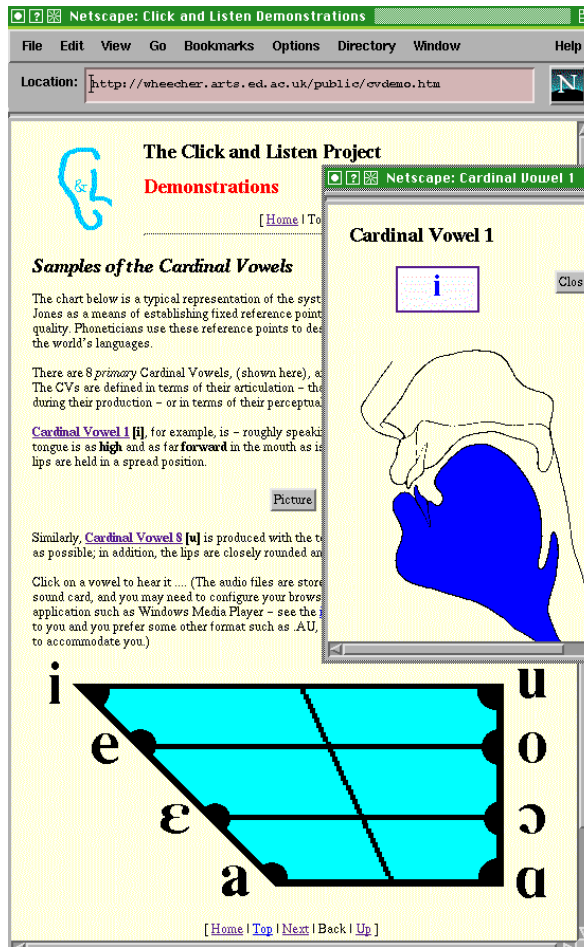 Netscape: Click and Listen Demonstrations
File Edit View Go Bookmarks Options Directory Window Help
Location: http://wheecher.arts.ed.ac.uk/public/cvdemo.htm
N
&
The Click and Listen Project
Demonstrations
[ Home | To
Samples of the Cardinal Vowels
The chart below is a typical representation of the syst
Jones as a means of establishing fixed reference point
quality. Phoneticians use these reference points to des
the world's languages.
There are 8 primary Cardinal Vowels, (shown here), a
The CVs are defined in terms of their articulation – tha
during their production – or in terms of their perceptual
Cardinal Vowel 1 [i], for example, is – roughly speaki
tongue is as high and as far forward in the mouth as is
lips are held in a spread position.
Picture
Similarly, Cardinal Vowel 8 [u] is produced with the t
as possible; in addition, the lips are closely rounded an
Click on a vowel to hear it .... (The audio files are store
sound card, and you may need to configure your brows
application such as Windows Media Player – see the i
to you and you prefer some other format such as .AU,
to accommodate you.)
Netscape: Cardinal Vowel 1
Cardinal Vowel 1
i
Clos
i u
e o
ɛ ɔ
a ɑ
[ Home | Top | Next | Back | Up ]